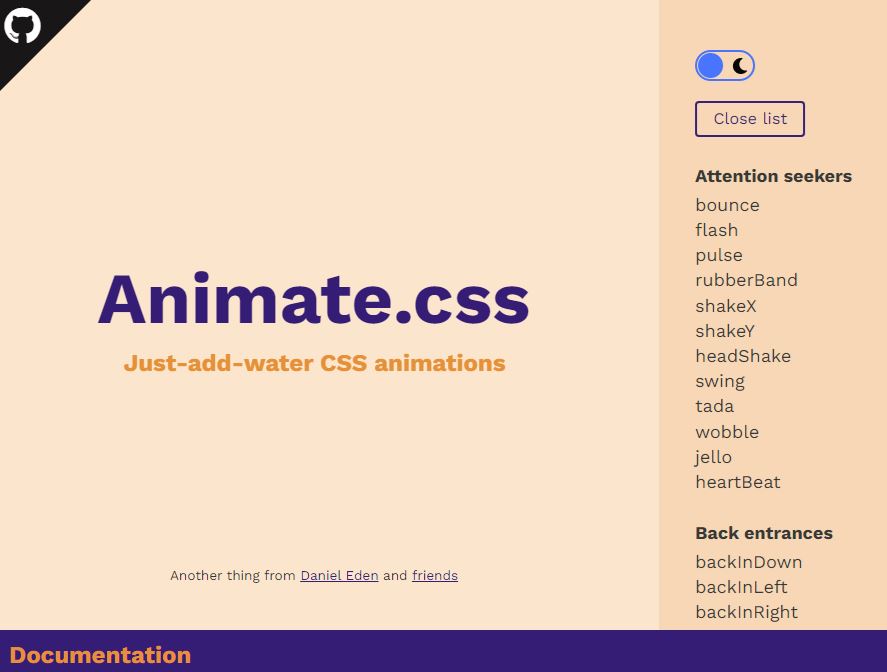 Animate.css
Just-add-water CSS animations
Another thing from Daniel Eden and friends
Close list
Attention seekers
bounce
flash
pulse
rubberBand
shakeX
shakeY
headShake
swing
tada
wobble
jello
heartBeat
Back entrances
backInDown
backInLeft
backInRight
Documentation